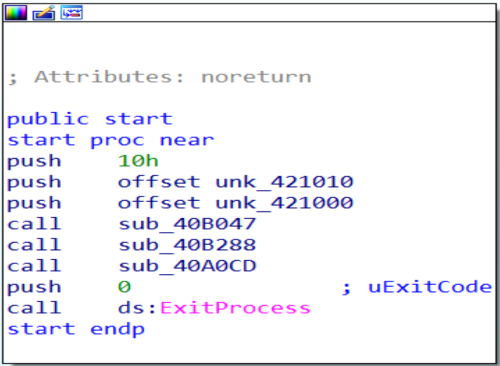 ; Attributes: noreturn
public start
start proc near
push 10h
push offset unk_421010
push offset unk_421000
call sub_40B047
call sub_40B288
call sub_40A0CD
push 0 ; uExitCode
call ds:ExitProcess
start endp